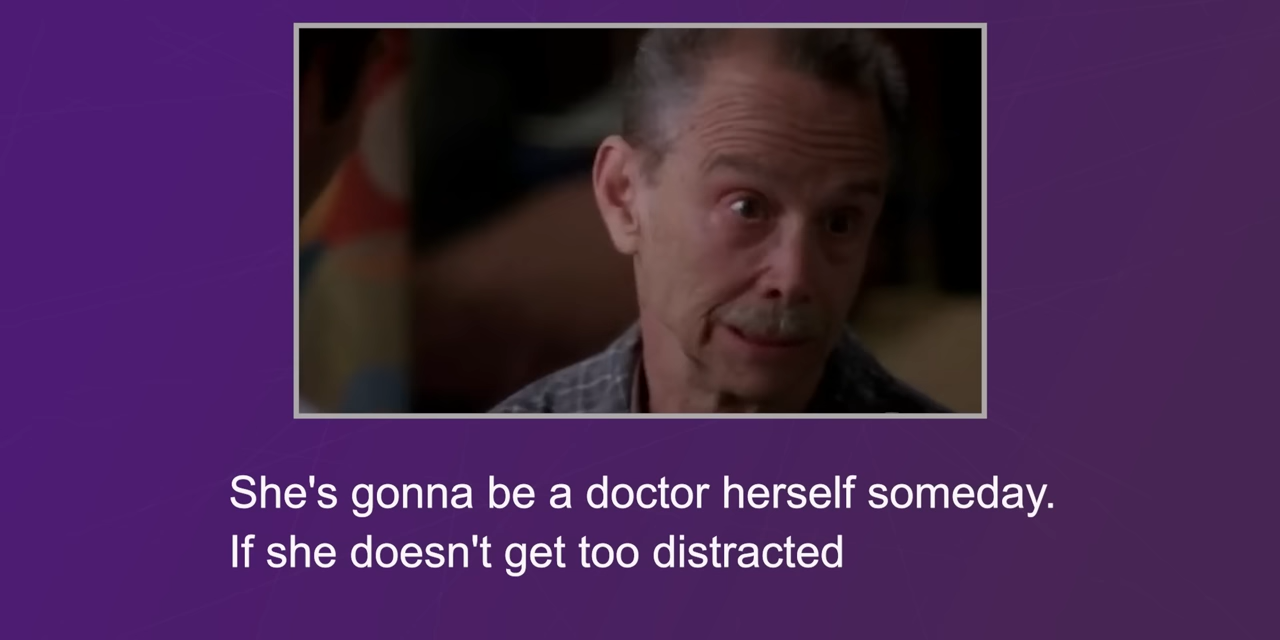 She's gonna be a doctor herself someday.
If she doesn't get too distracted